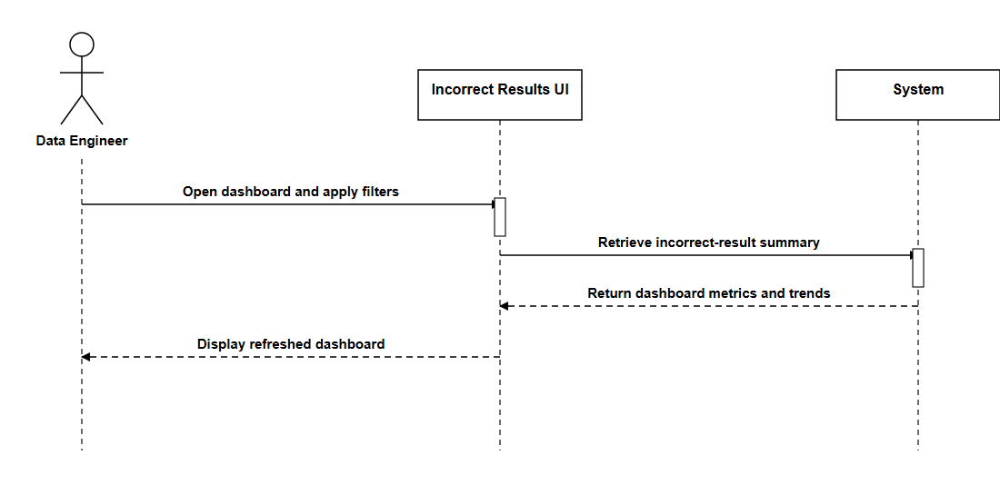 Incorrect Results UI
System
Data Engineer
Open dashboard and apply filters
Retrieve incorrect-result summary
Return dashboard metrics and trends
Display refreshed dashboard